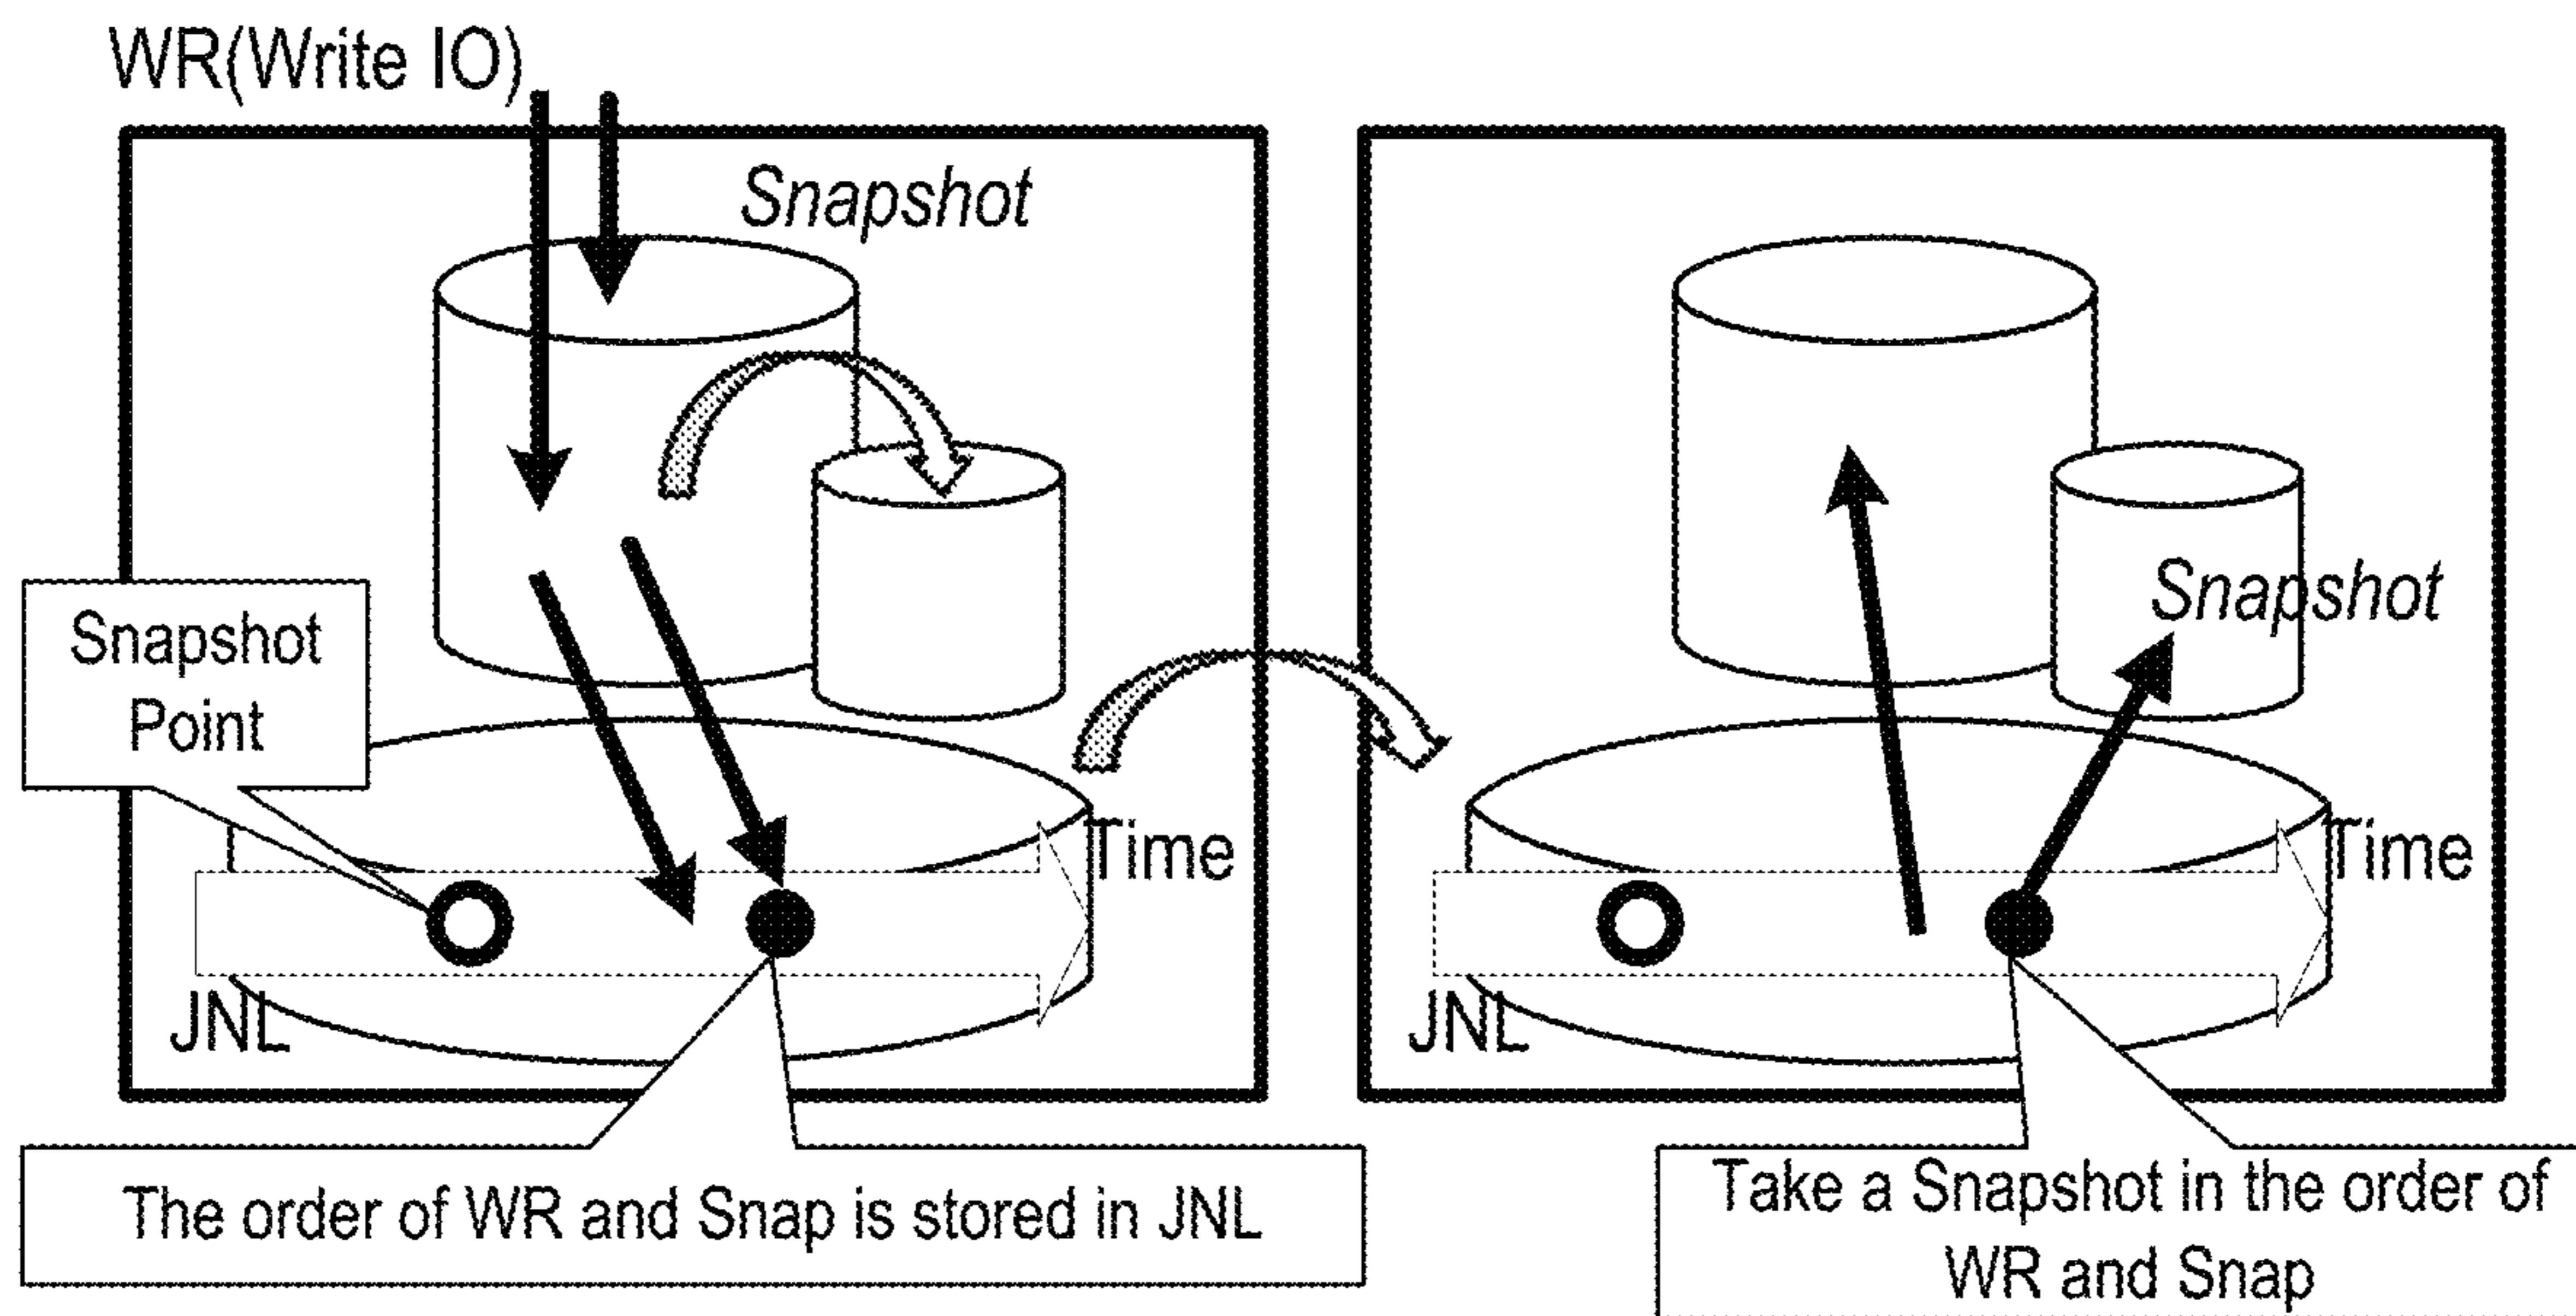 WR(Write IO)
Snapshot
Snapshot
Snapshot
Point
Time
Time
JNL
JNL
The order of WR and Snap is stored in JNL
Take a Snapshot in the order of
WR and Snap